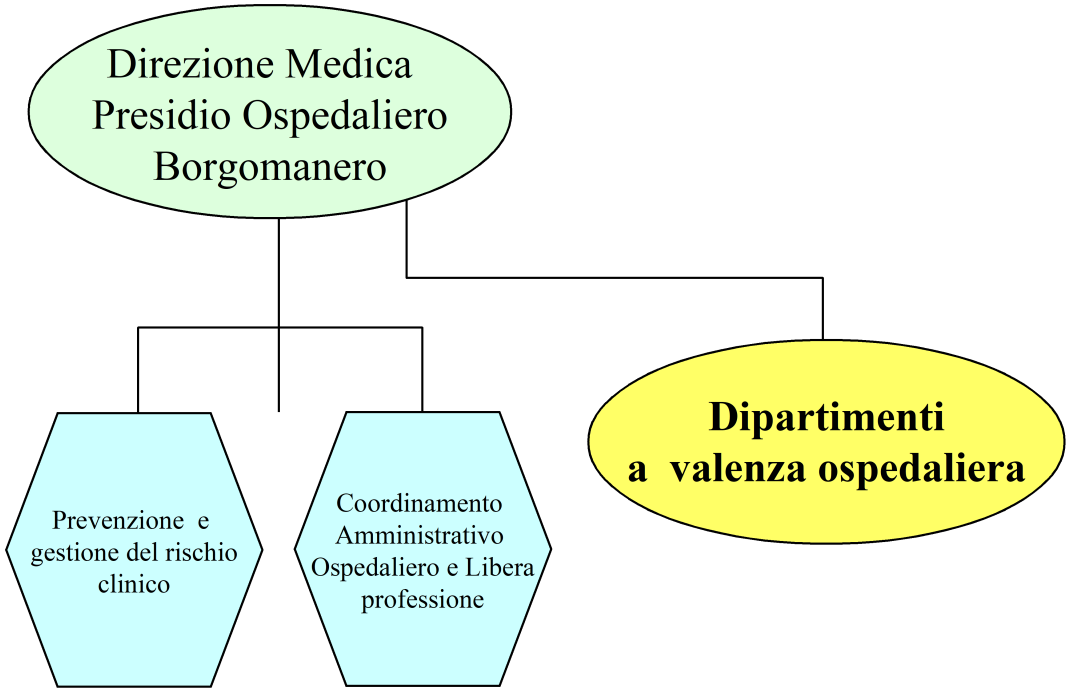 Direzione Medica
Presidio Ospedaliero
Borgomanero
Dipartimenti
a valenza ospedaliera
Prevenzione e
gestione del rischio
clinico
Coordinamento
Amministrativo
Ospedaliero e Libera
professione